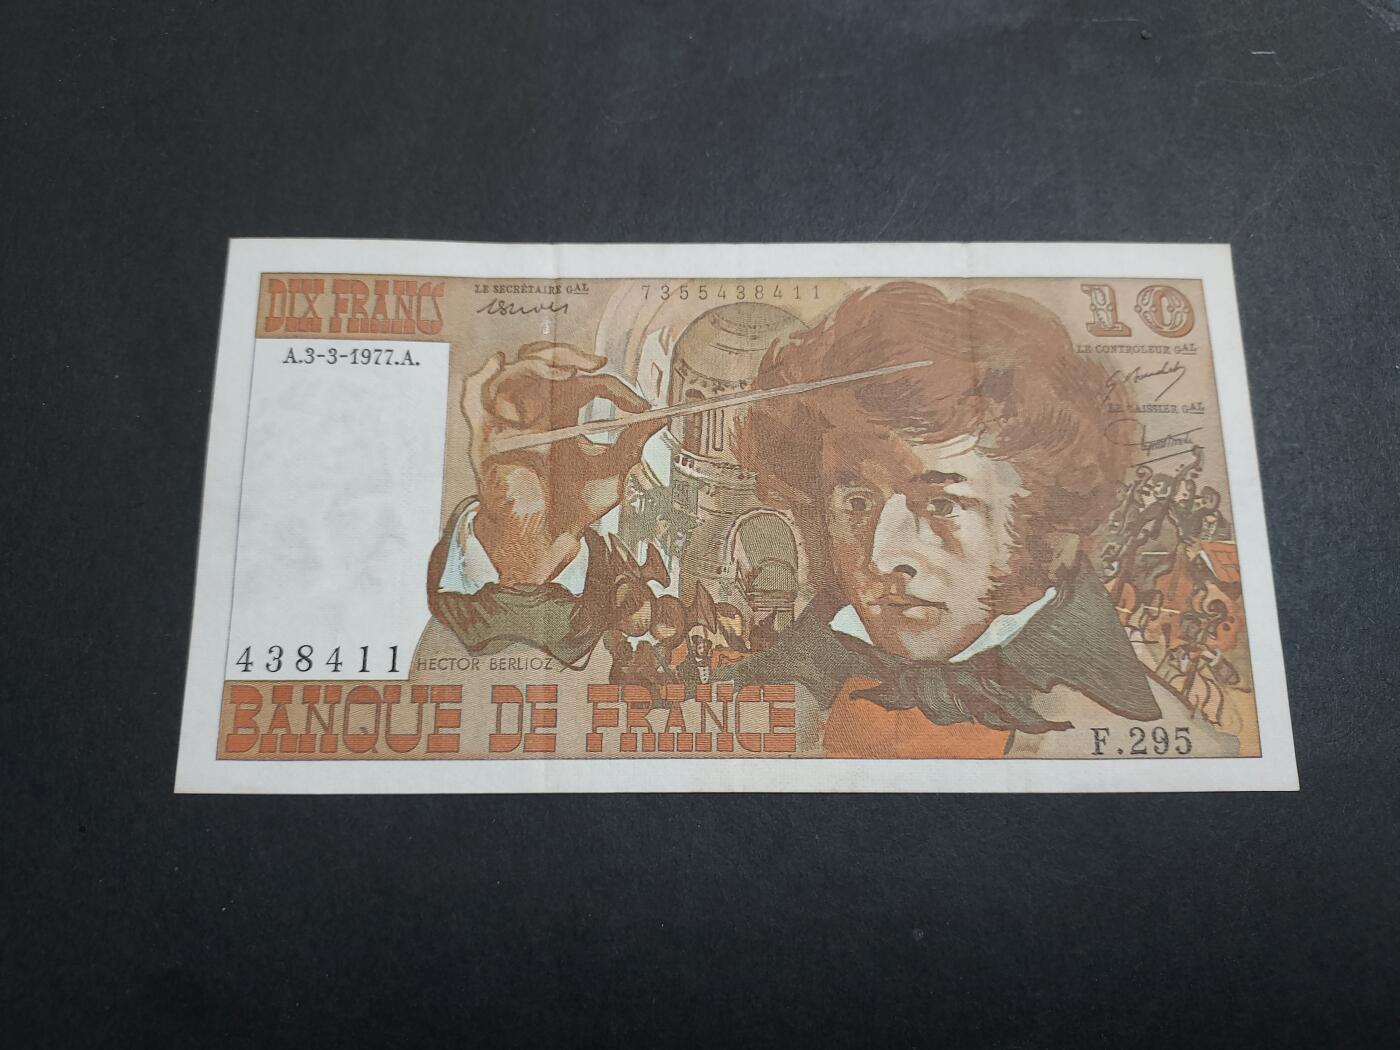 DIX FRANCS
LE SECRÉTAIRE GAL
7355438411
10
A.3-3-1977.A.
LE CONTROLEUR GAL
LE CAISSIER GAL
438411
HECTOR BERLIOZ
BANQUE DE FRANCE
F.295